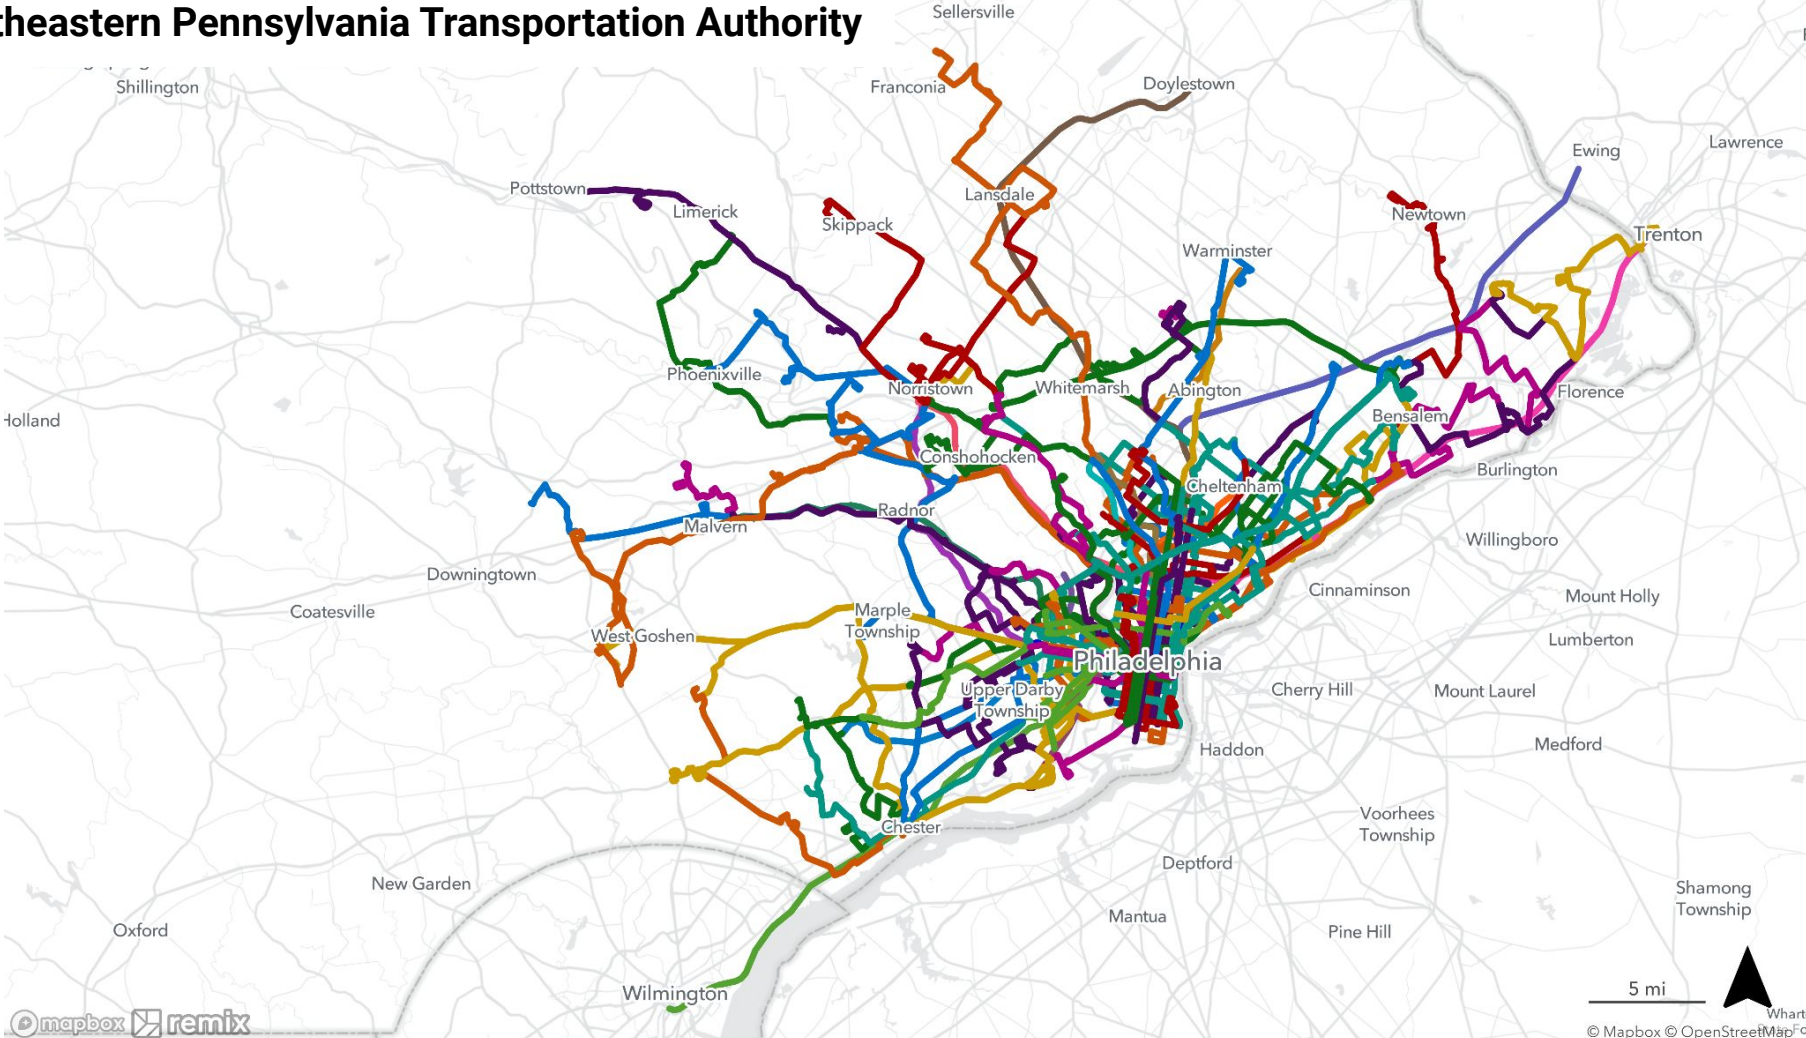 theastern Pennsylvania Transportation Authority
Sellersville
Shillington
Franconia
Doylestown
Lawrence
Ewing
Pottstown
Limerick
Skippack
Lansdale
Newtown
Trenton
Warminster
Phoenixville
Norristown
Whitemarsh
Abington
Florence
Holland
Bensalem
Conshohocken
Burlington
Cheltenham
Radnor
Malvern
Willingboro
Downingtown
Coatesville
Cinnaminson
Mount Holly
Marple
Township
West Goshen
Lumberton
Philadelphia
Upper Darby
Township
Cherry Hill
Mount Laurel
Haddon
Medford
Chester
Voorhees
Township
Deptford
New Garden
Shamong
Township
Oxford
Mantua
Pine Hill
Wilmington
5 mi
mapbox remix
Whart
© Mapbox © OpenStreetMap